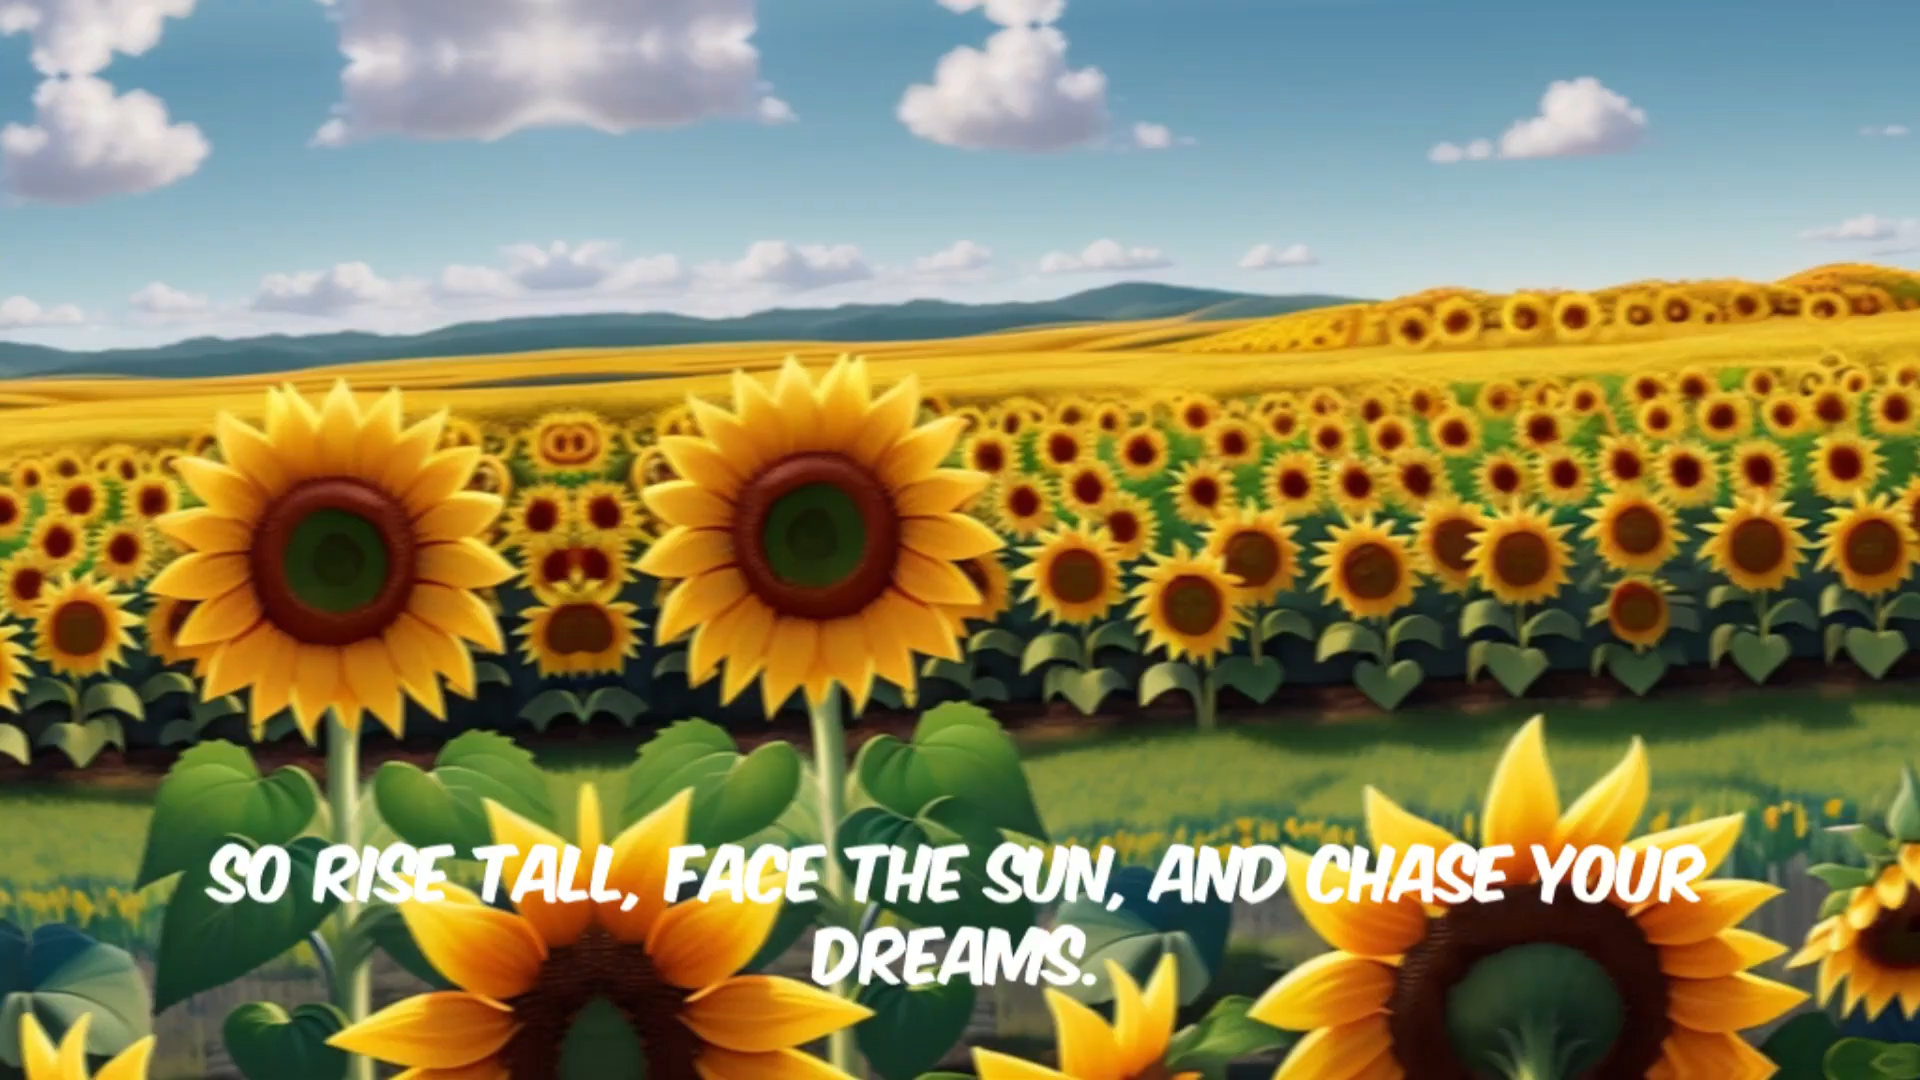 SO RISE TALL, FACE THE SUN, AND CHASE YOUR
DREAMS.